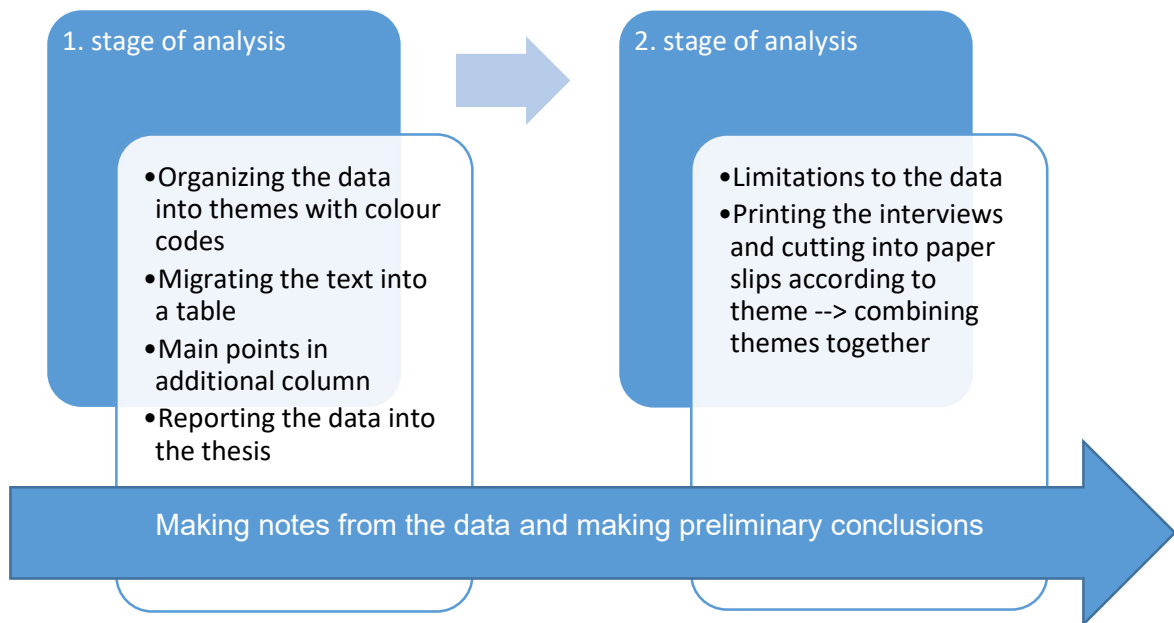 1. stage of analysis
•Organizing the data
into themes with colour
codes
•Migrating the text into
a table
•Main points in
additional column
•Reporting the data into
the thesis
2. stage of analysis
•Limitations to the data
•Printing the interviews
and cutting into paper
slips according to
theme --> combining
themes together
Making notes from the data and making preliminary conclusions